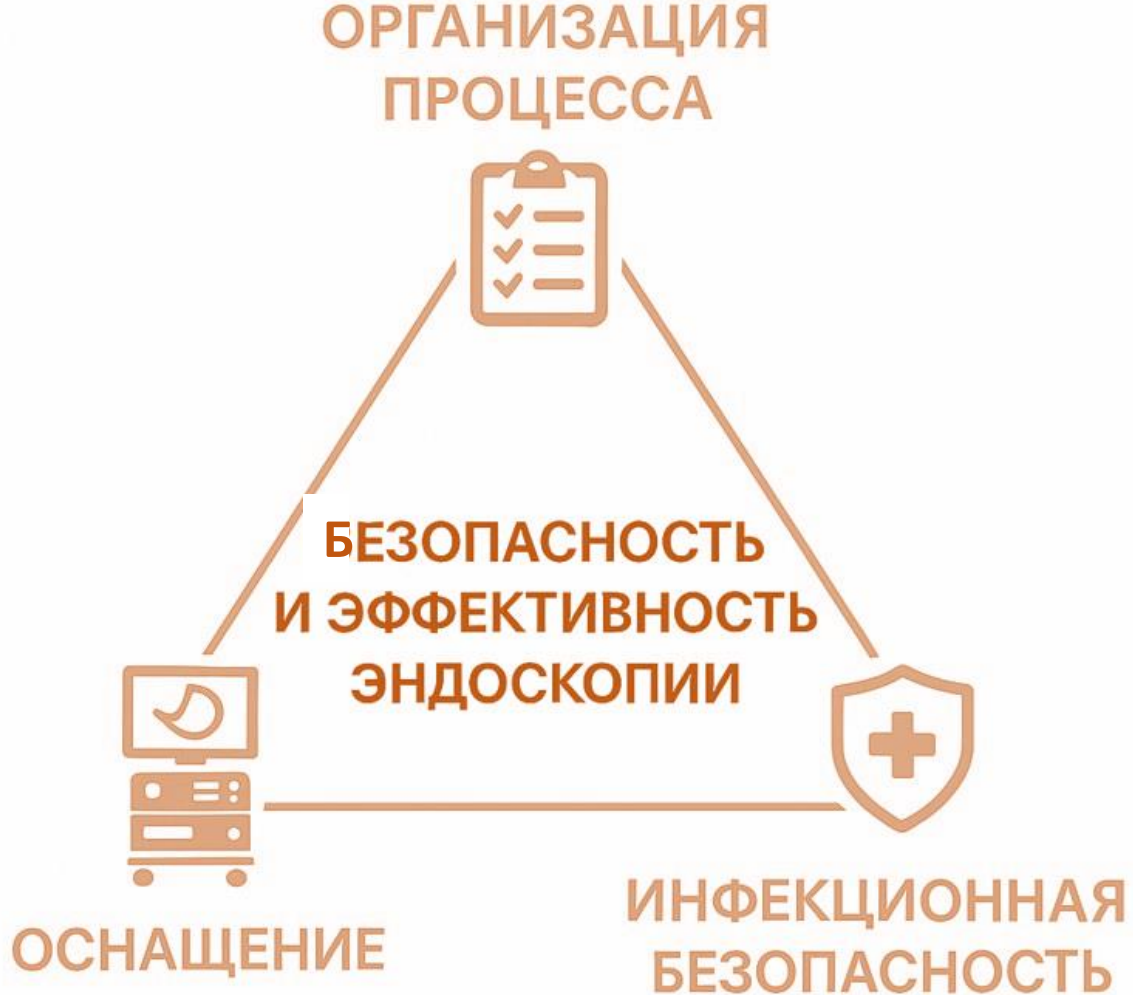 ОРГАНИЗАЦИЯ
ПРОЦЕССА
БЕЗОПАСНОСТЬ
И ЭФФЕКТИВНОСТЬ
ЭНДОСКОПИИ
ОСНАЩЕНИЕ
ИНФЕКЦИОННАЯ
БЕЗОПАСНОСТЬ